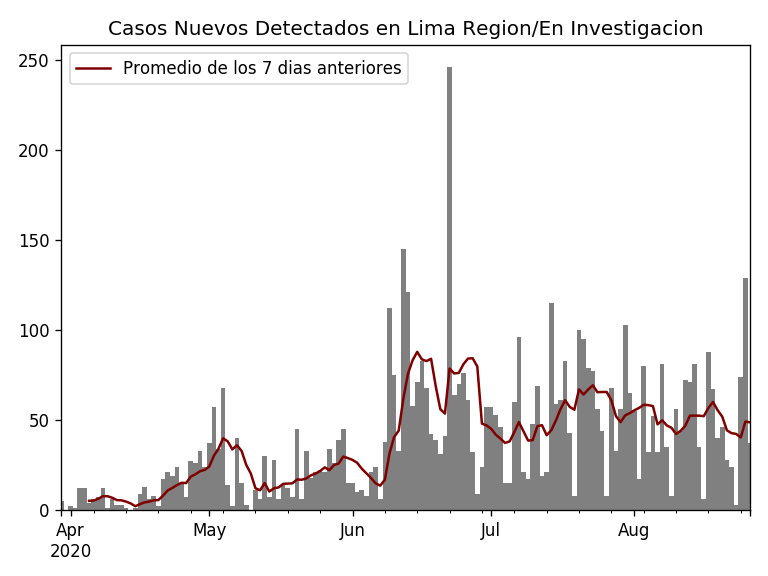 Casos Nuevos Detectados en Lima Region/En Investigacion
Promedio de los 7 dias anteriores
250
200
150
100
50
0
Apr May Jun Jul Aug
2020